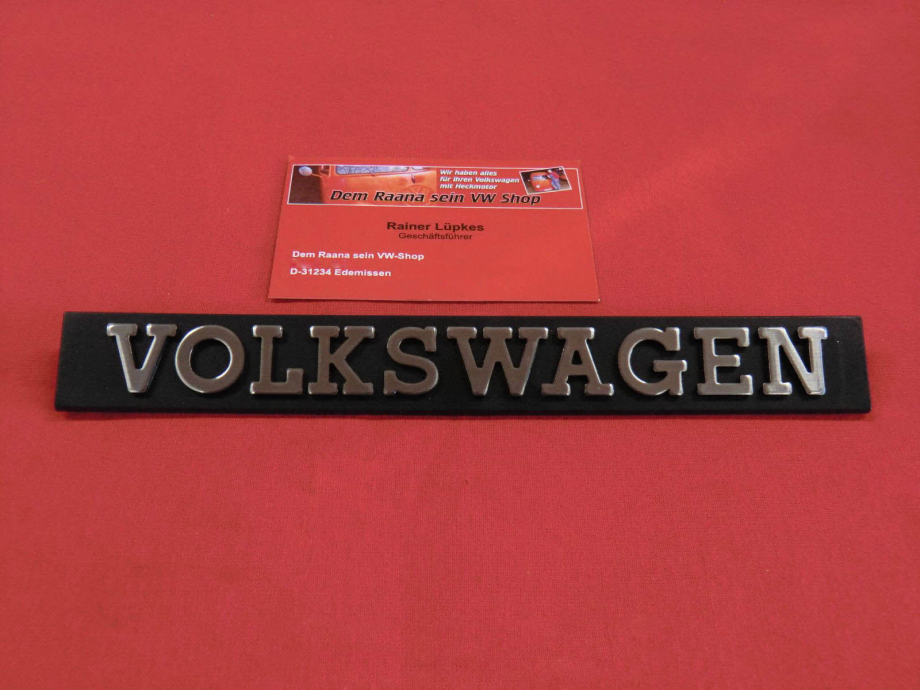 Wir haben alles
für ihren Volkswagen
mit Heckmotor
Dem Raana sein VW Shop
Rainer Lüpkes
Geschäftsführer
Dem Raana sein VW-Shop
D-31234 Edemissen
VOLKSWAGEN